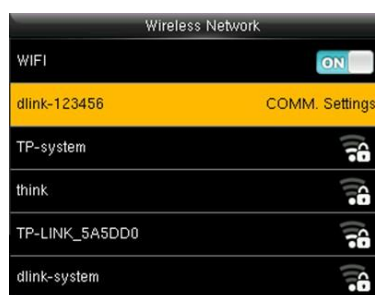 Wireless Network
WIFI ON
dlink-123456 COMM. Settings
TP-system
think
TP-LINK_5A5DD0
dlink-system